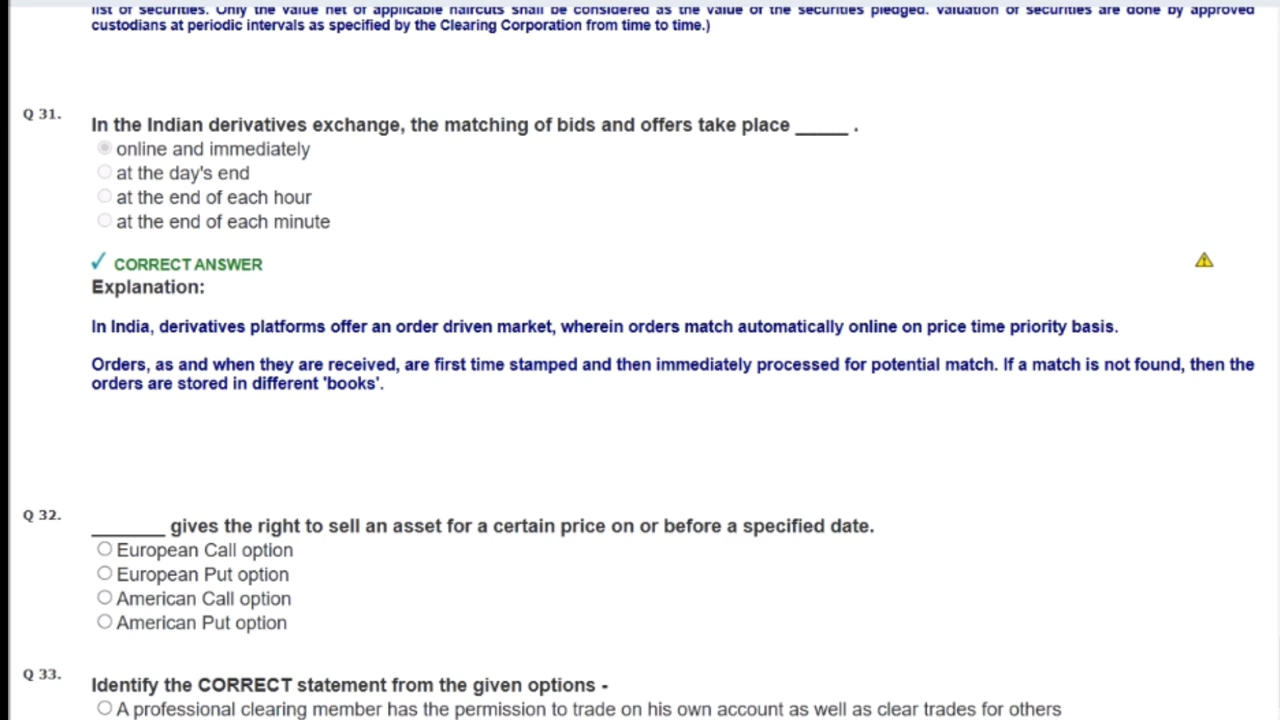 list of securities. Only the value net of applicable haircuts shall be considered as the value of the securities pledged. Valuation of securities are done by approved
custodians at periodic intervals as specified by the Clearing Corporation from time to time.)
Q 31.
In the Indian derivatives exchange, the matching of bids and offers take place _____ .
online and immediately
at the day's end
at the end of each hour
at the end of each minute
✓ CORRECT ANSWER
Explanation:
In India, derivatives platforms offer an order driven market, wherein orders match automatically online on price time priority basis.
Orders, as and when they are received, are first time stamped and then immediately processed for potential match. If a match is not found, then the
orders are stored in different 'books'.
Q 32.
_______ gives the right to sell an asset for a certain price on or before a specified date.
European Call option
European Put option
American Call option
American Put option
Q 33.
Identify the CORRECT statement from the given options -
A professional clearing member has the permission to trade on his own account as well as clear trades for others